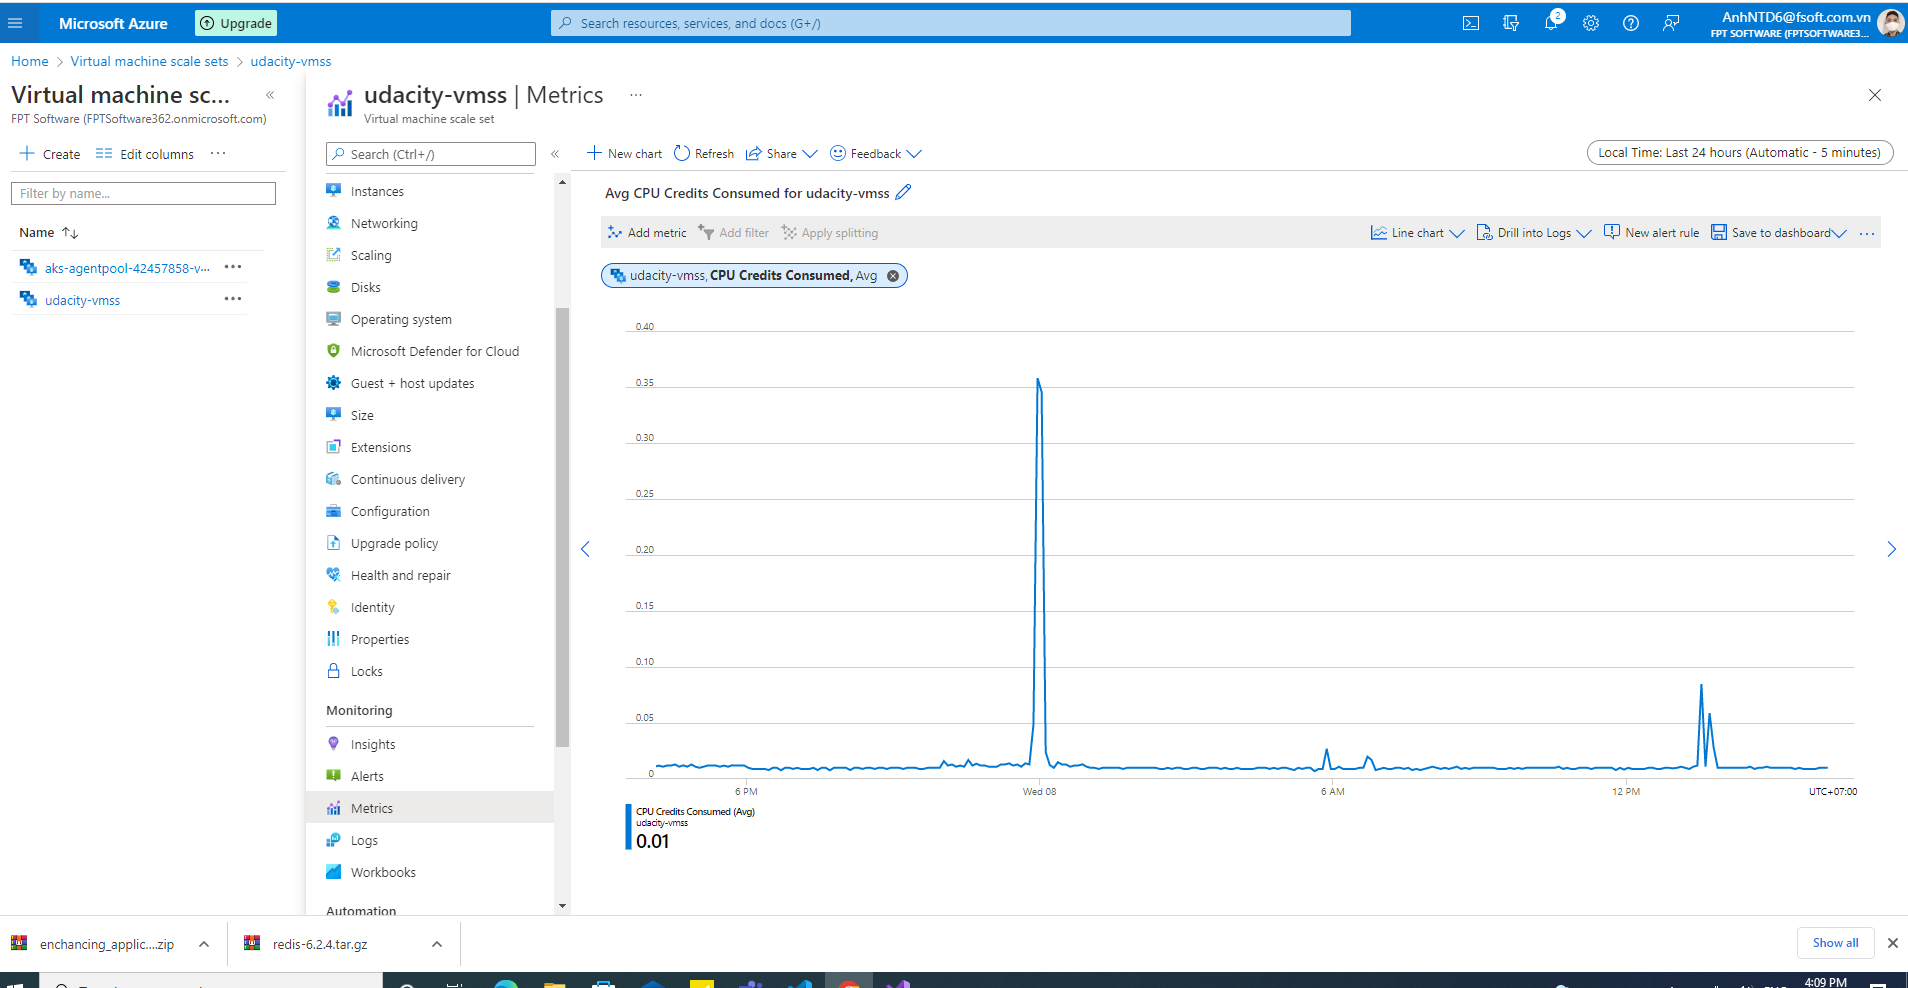 Microsoft Azure
Upgrade
Search resources, services, and docs (G+/)
2
AnhNTD6@fsoft.com.vn
FPT SOFTWARE (FPTSOFTWARE3...
Home > Virtual machine scale sets > udacity-vmss
Virtual machine sc...
FPT Software (FPTSoftware362.onmicrosoft.com)
Create
Edit columns
...
Filter by name...
Name
aks-agentpool-42457858-v...
udacity-vmss
udacity-vmss | Metrics
...
Virtual machine scale set
Search (Ctrl+/)
Instances
Networking
Scaling
Disks
Operating system
Microsoft Defender for Cloud
Guest + host updates
Size
Extensions
Continuous delivery
Configuration
Upgrade policy
Health and repair
Identity
Properties
Locks
Monitoring
Insights
Alerts
Metrics
Logs
Workbooks
Automation
New chart
Refresh
Share
Feedback
Local Time: Last 24 hours (Automatic - 5 minutes)
Avg CPU Credits Consumed for udacity-vmss
Add metric
Add filter
Apply splitting
Line chart
Drill into Logs
New alert rule
Save to dashboard
...
udacity-vmss, CPU Credits Consumed, Avg
0.40
0.35
0.30
0.25
0.20
0.15
0.10
0.05
0
6 PM
Wed 08
6 AM
12 PM
UTC+07:00
CPU Credits Consumed (Avg)
udacity-vmss
0.01
enchancing_applic....zip
redis-6.2.4.tar.gz
Show all
4:09 PM